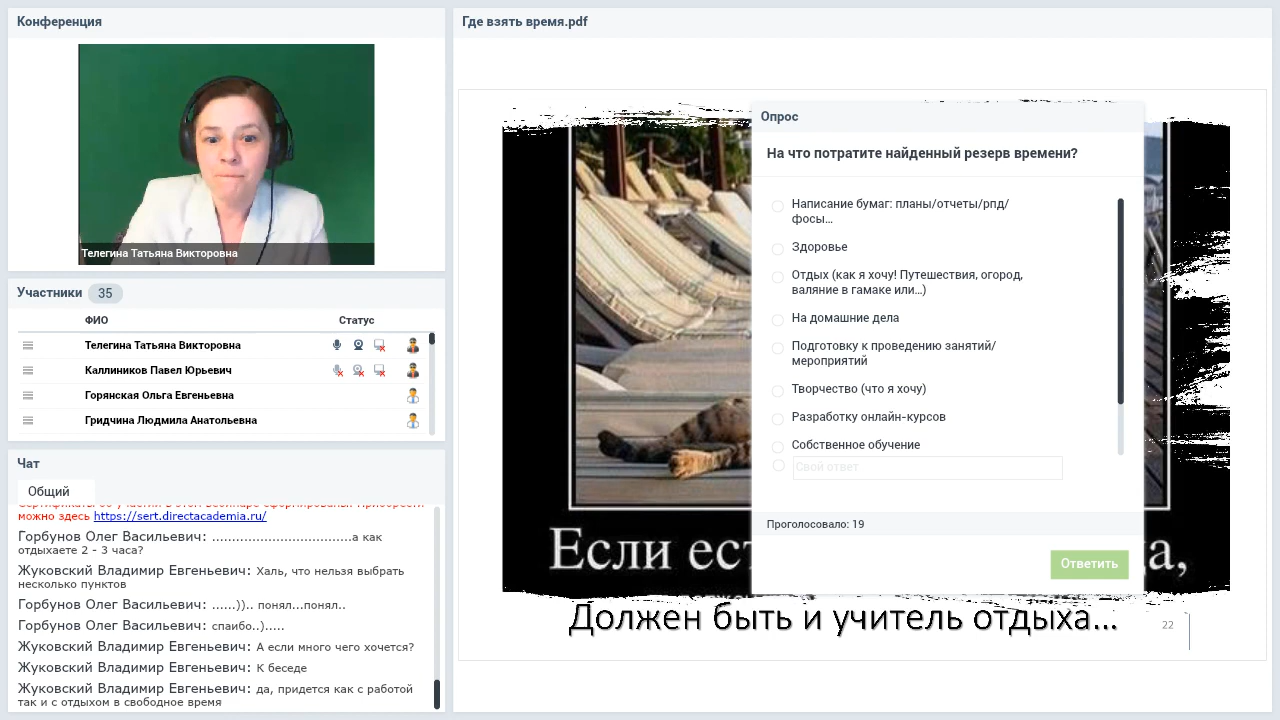 Конференция
Телегина Татьяна Викторовна
Участники 35
ФИО Статус
Телегина Татьяна Викторовна
Каллиников Павел Юрьевич
Горянская Ольга Евгеньевна
Гридчина Людмила Анатольевна
Чат
Общий
можно здесь https://sert.directacademia.ru/
Горбунов Олег Васильевич: ...................................а как
отдыхаете 2 - 3 часа?
Жуковский Владимир Евгеньевич: Халь, что нельзя выбрать
несколько пунктов
Горбунов Олег Васильевич: ......)).. понял...понял..
Горбунов Олег Васильевич: спаибо..).....
Жуковский Владимир Евгеньевич: А если много чего хочется?
Жуковский Владимир Евгеньевич: К беседе
Жуковский Владимир Евгеньевич: да, придется как с работой
так и с отдыхом в свободное время
Где взять время.pdf
Опрос
На что потратите найденный резерв времени?
Написание бумаг: планы/отчеты/рпд/
фосы...
Здоровье
Отдых (как я хочу! Путешествия, огород,
валяние в гамаке или...)
На домашние дела
Подготовку к проведению занятий/
мероприятий
Творчество (что я хочу)
Разработку онлайн-курсов
Собственное обучение
Свой ответ
Проголосовало: 19
Ответить
Если ест да,
Должен быть и учитель отдыха...
22